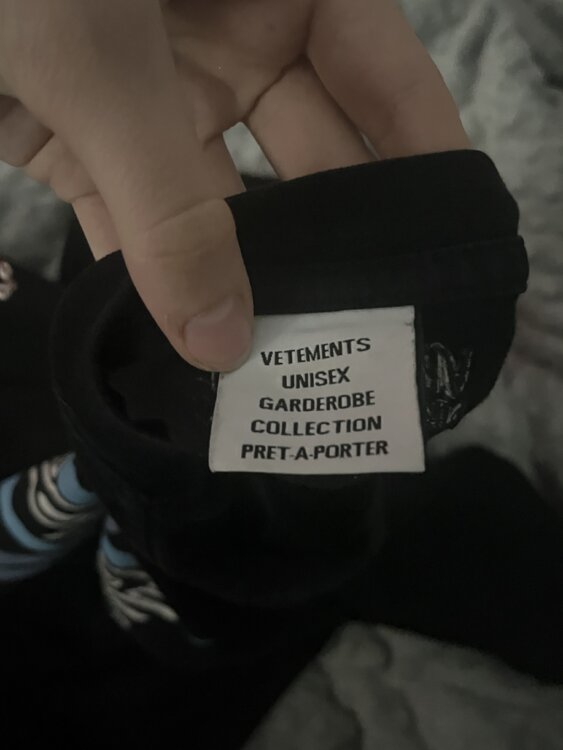 VETEMENTS
UNISEX
GARDEROBE
COLLECTION
PRET-A-PORTER